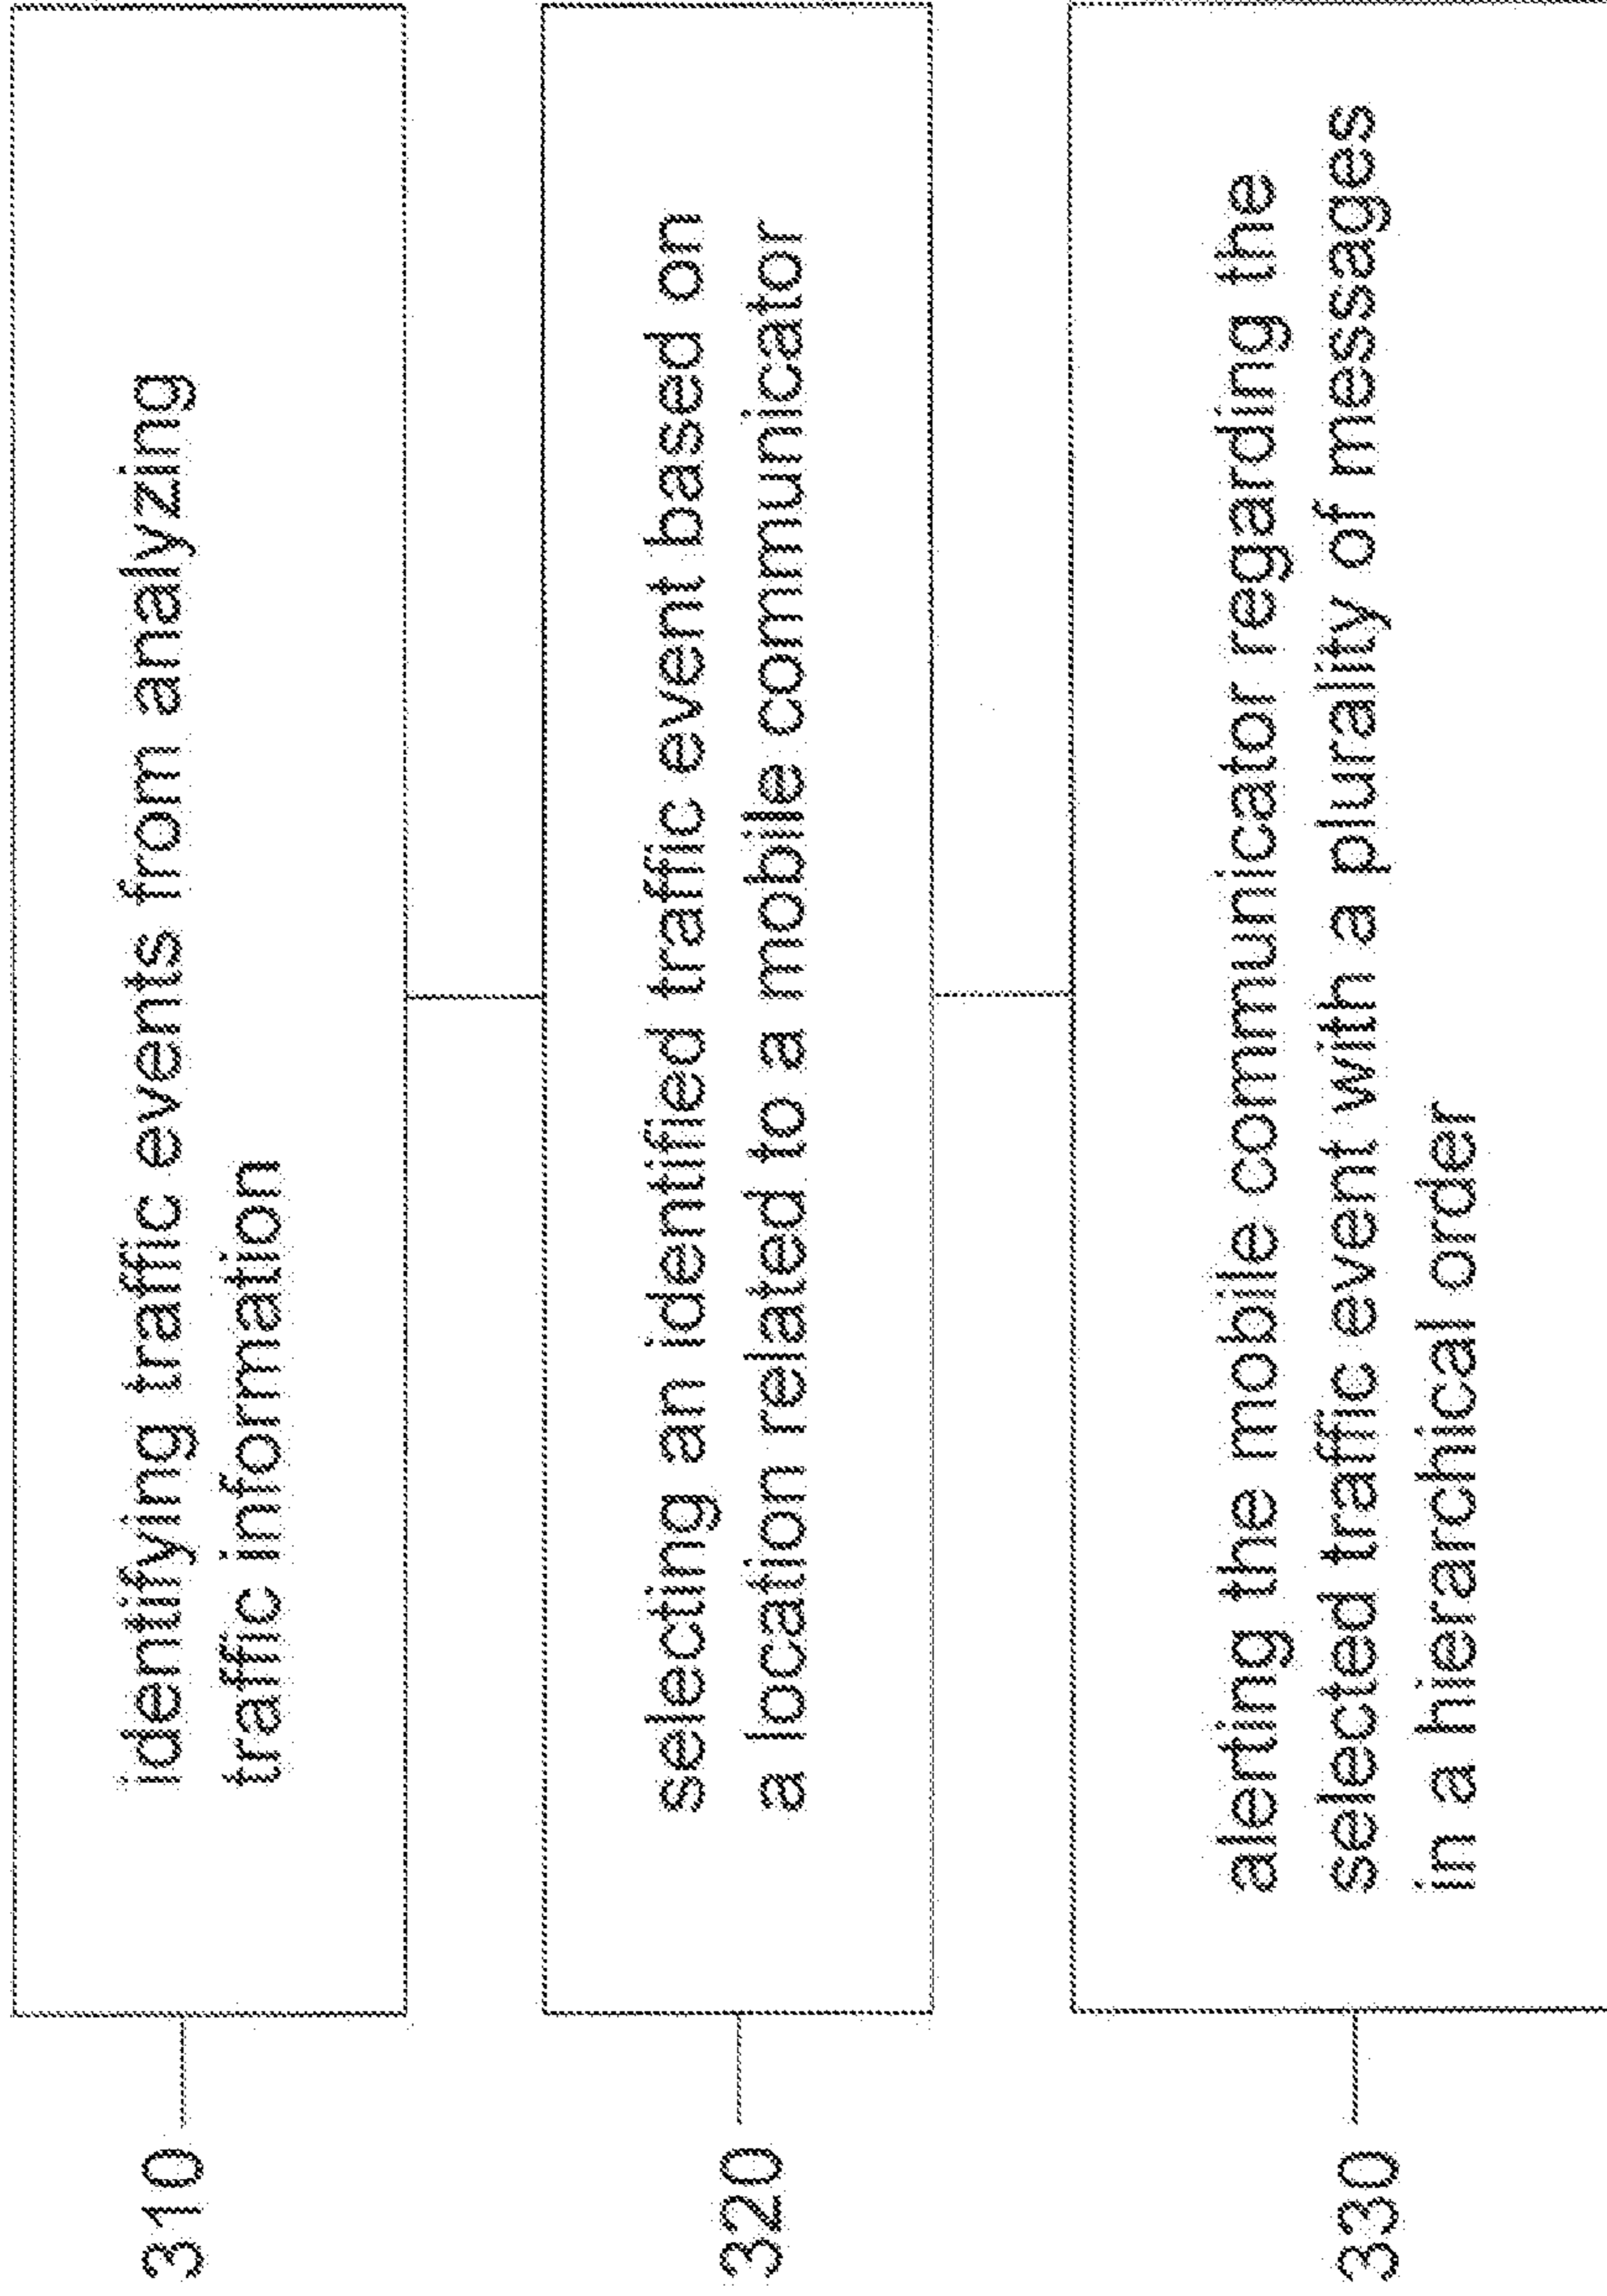 310
identifying traffic events from analyzing
traffic information
320
selecting an identified traffic event based on
a location related to a mobile communicator
330
alerting the mobile communicator regarding the
selected traffic event with a plurality of messages
in a hierarchical order